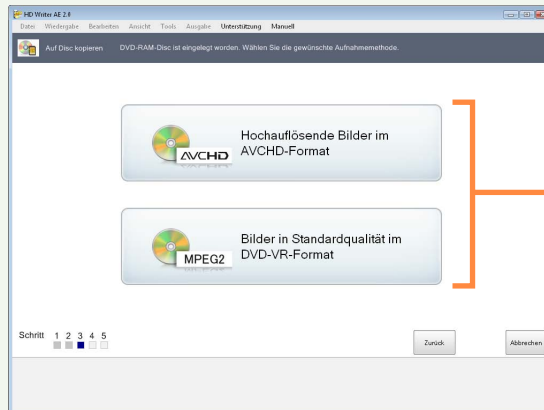 HD Writer AE 2.0
Datei Wiedergabe Bearbeiten Ansicht Tools Ausgabe Unterstützung Manuell
Auf Disc kopieren DVD-RAM-Disc ist eingelegt worden. Wählen Sie die gewünschte Aufnahmemethode.
AVCHD
Hochauflösende Bilder im
AVCHD-Format
MPEG2
Bilder in Standardqualität im
DVD-VR-Format
Schritt 1 2 3 4 5
Zurück Abbrechen